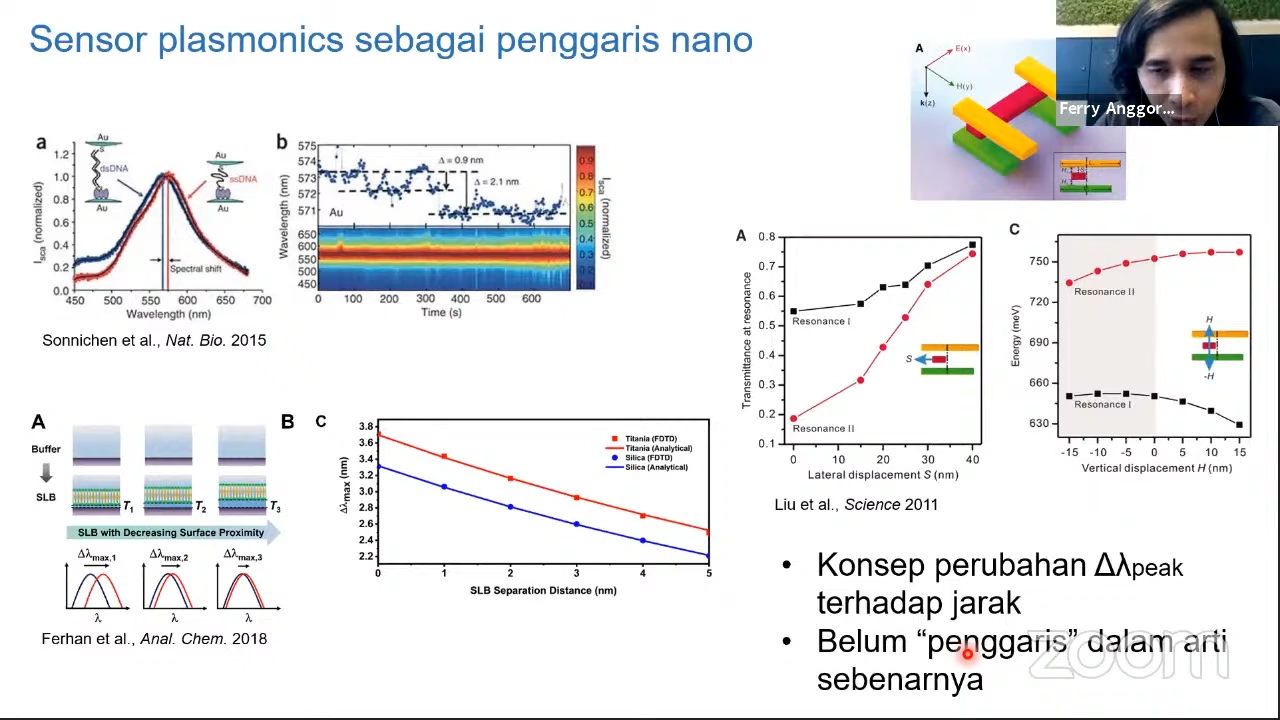 Sensor plasmonics sebagai penggaris nano
A
E(x)
H(y)
k(z)
Ferry Anggor...
a
Au
S
dsDNA
Au
Au
ssDNA
Au
Spectral shift
1.2
1.0
0.8
0.6
0.4
0.2
0.0
I sca (normalized)
450 500 550 600 650 700
Wavelength (nm)
b
575
574
573
572
571
Δ = 0.9 nm
Δ = 2.1 nm
Au
650
600
550
500
450
Wavelength (nm)
0 100 200 300 400 500 600
Time (s)
0.9
0.8
0.7
0.6
0.5
0.4
0.3
I sca (normalized)
Sonnichen et al., Nat. Bio. 2015
A
B
Buffer
SLB
T1
T2
T3
SLB with Decreasing Surface Proximity
Δλmax,1
Δλmax,2
Δλmax,3
λ
λ
λ
Ferhan et al., Anal. Chem. 2018
C
3.8
3.6
3.4
3.2
3.0
2.8
2.6
2.4
2.2
Δλmax (nm)
Titania (FDTD)
Titania (Analytical)
Silica (FDTD)
Silica (Analytical)
0 1 2 3 4 5
SLB Separation Distance (nm)
A
0.8
0.7
0.6
0.5
0.4
0.3
0.2
0.1
Transmittance at resonance
Resonance I
Resonance II
S
0 10 20 30 40
Lateral displacement S (nm)
C
750
720
690
660
630
Energy (meV)
Resonance II
Resonance I
H
-H
-15 -10 -5 0 5 10 15
Vertical displacement H (nm)
Liu et al., Science 2011
• Konsep perubahan Δλpeak
terhadap jarak
• Belum “penggaris” dalam arti
sebenarnya
zoom